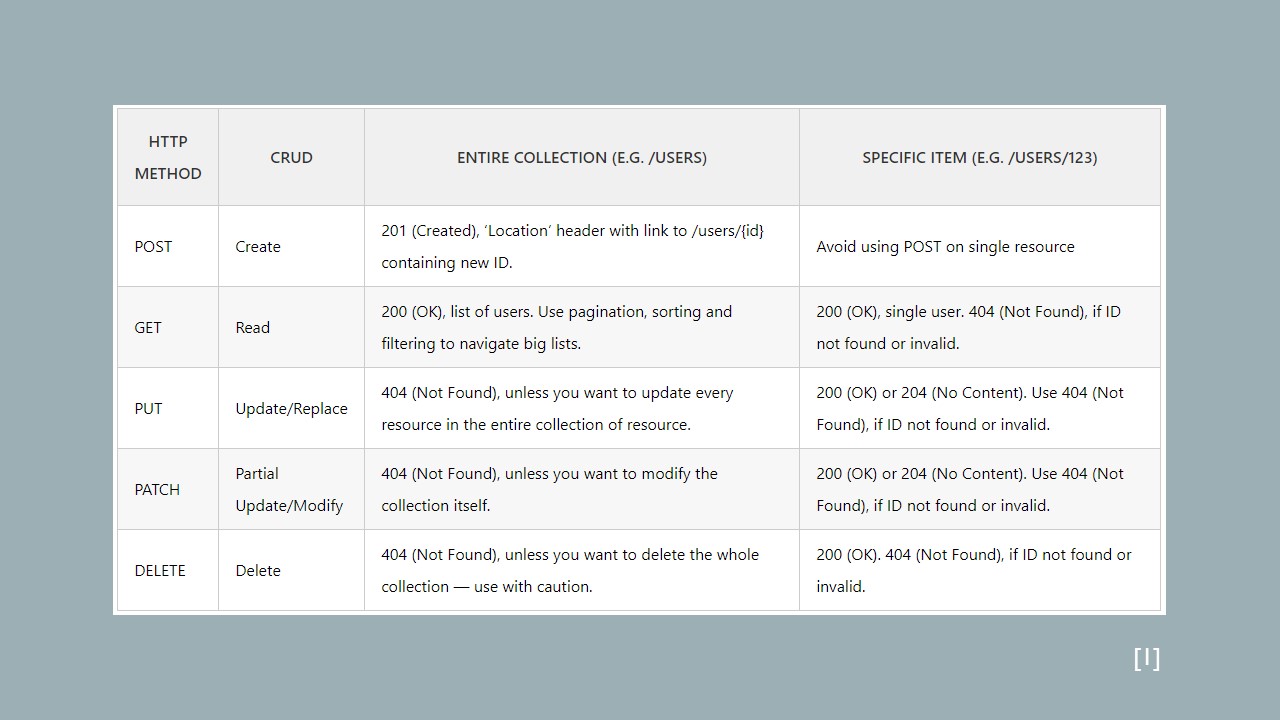 HTTP
METHOD
CRUD
ENTIRE COLLECTION (E.G. /USERS)
SPECIFIC ITEM (E.G. /USERS/123)
POST
Create
201 (Created), ‘Location’ header with link to /users/{id}
containing new ID.
Avoid using POST on single resource
GET
Read
200 (OK), list of users. Use pagination, sorting and
filtering to navigate big lists.
200 (OK), single user. 404 (Not Found), if ID
not found or invalid.
PUT
Update/Replace
404 (Not Found), unless you want to update every
resource in the entire collection of resource.
200 (OK) or 204 (No Content). Use 404 (Not
Found), if ID not found or invalid.
PATCH
Partial
Update/Modify
404 (Not Found), unless you want to modify the
collection itself.
200 (OK) or 204 (No Content). Use 404 (Not
Found), if ID not found or invalid.
DELETE
Delete
404 (Not Found), unless you want to delete the whole
collection — use with caution.
200 (OK). 404 (Not Found), if ID not found or
invalid.
[I]